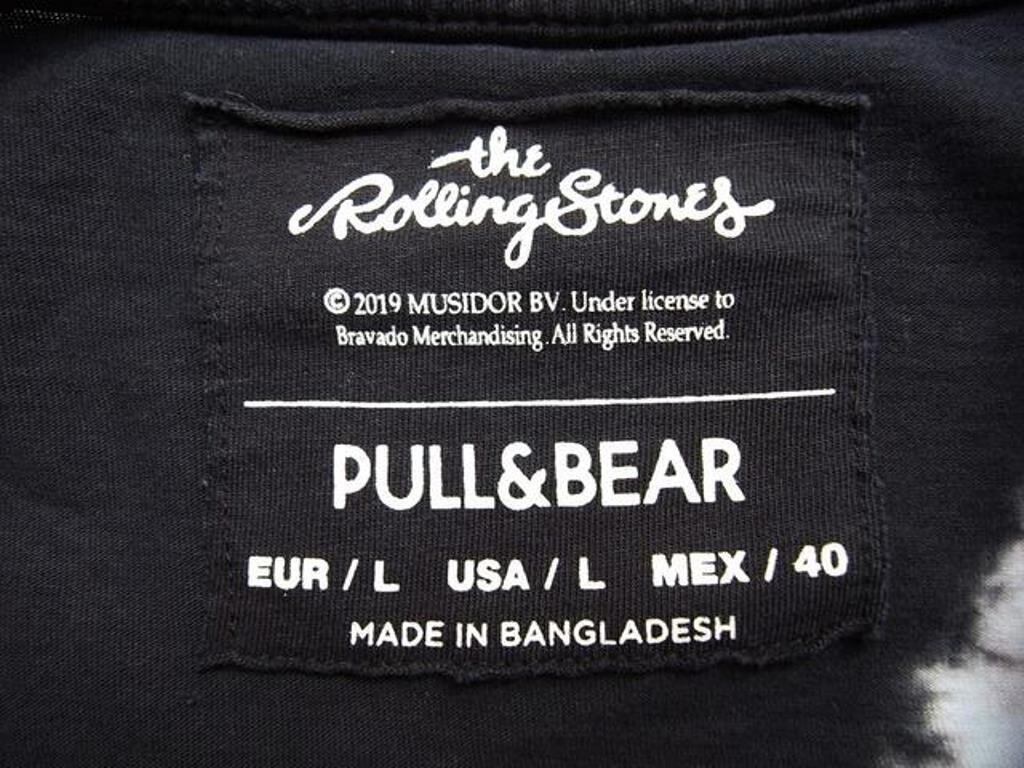 the
Rolling Stones
© 2019 MUSIDOR BV. Under license to
Bravado Merchandising. All Rights Reserved.
PULL&BEAR
EUR / L USA / L MEX / 40
MADE IN BANGLADESH